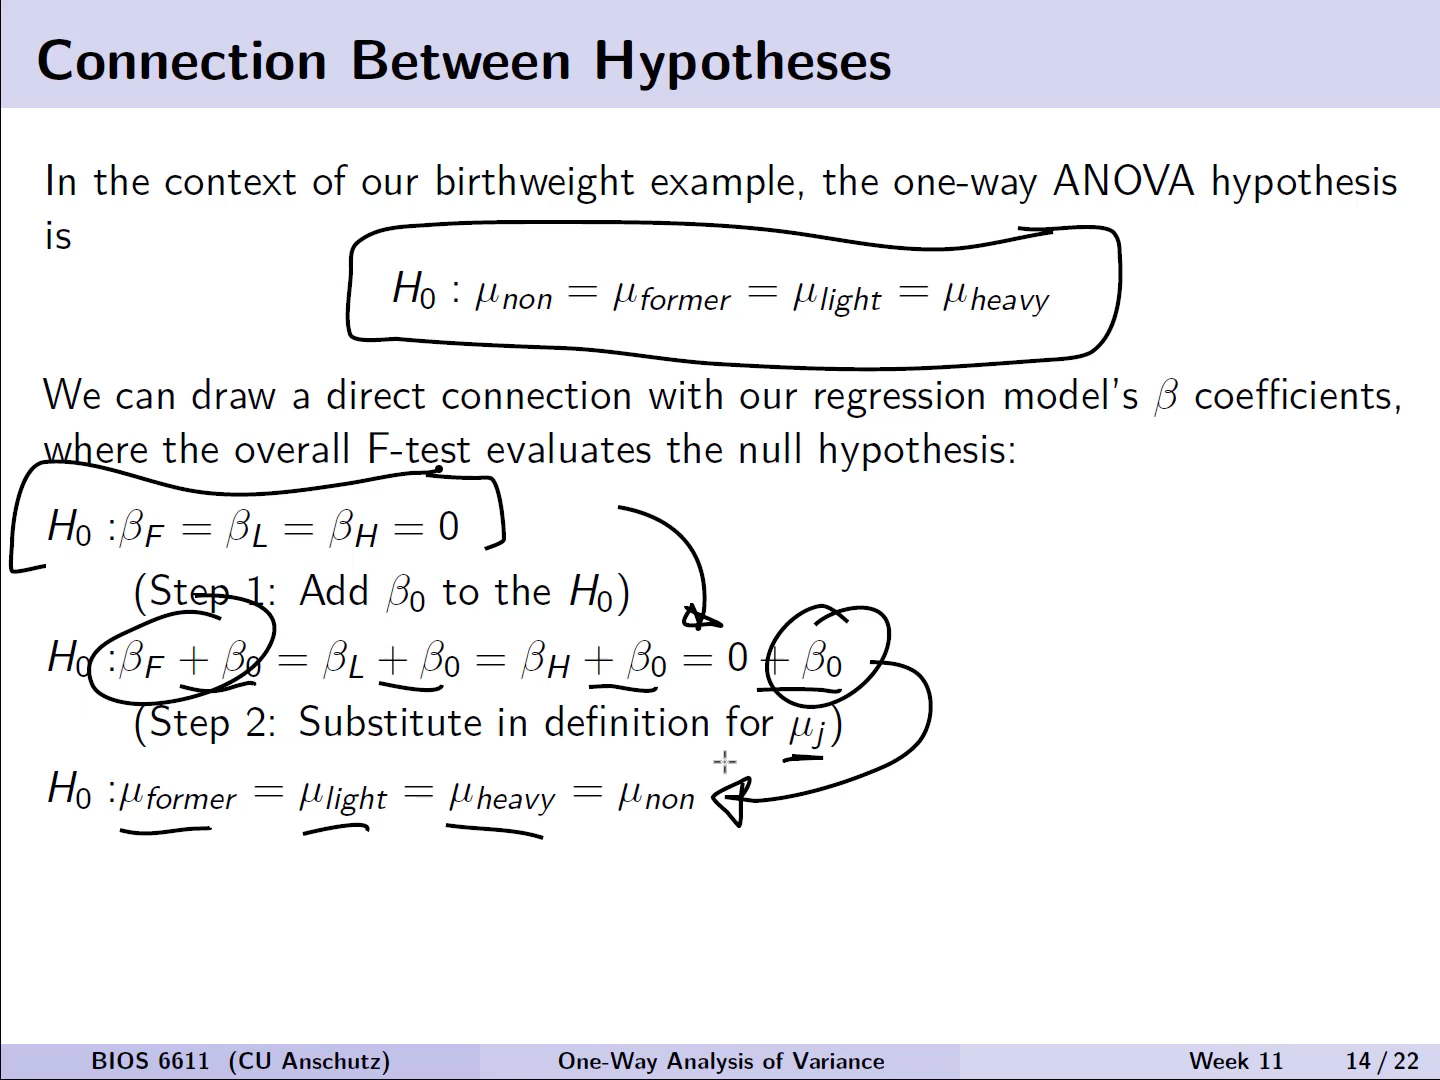 Connection Between Hypotheses
In the context of our birthweight example, the one-way ANOVA hypothesis
is
H₀ : μ_non = μ_former = μ_light = μ_heavy
We can draw a direct connection with our regression model's β coefficients,
where the overall F-test evaluates the null hypothesis:
H₀ :β_F = β_L = β_H = 0
(Step 1: Add β₀ to the H₀)
H₀ :β_F + β₀ = β_L + β₀ = β_H + β₀ = 0 + β₀
(Step 2: Substitute in definition for μ_j)
H₀ :μ_former = μ_light = μ_heavy = μ_non
BIOS 6611 (CU Anschutz) One-Way Analysis of Variance Week 11 14 / 22